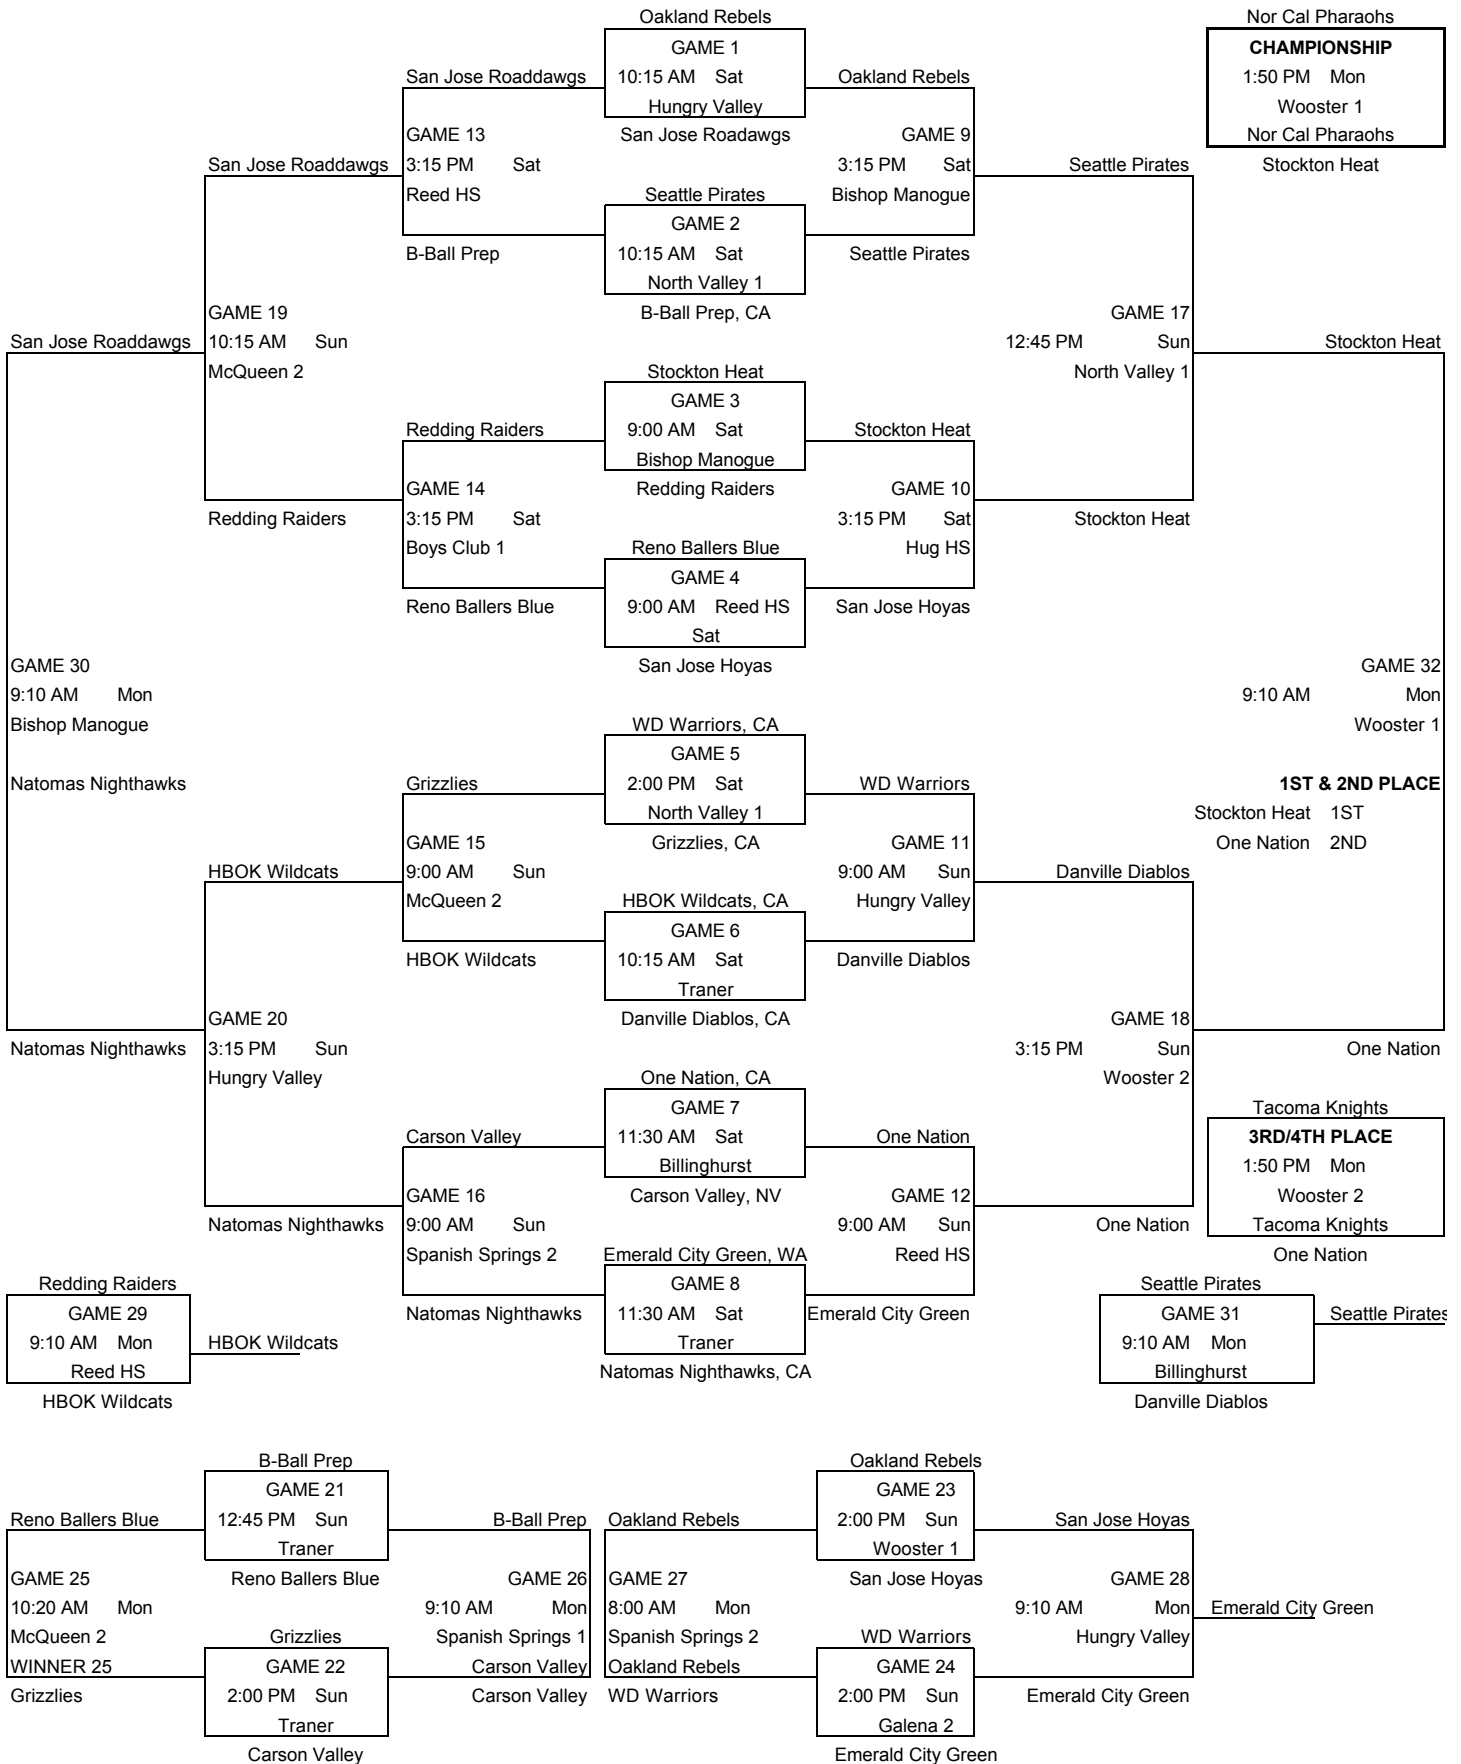 Oakland Rebels Nor Cal Pharaohs
GAME 1 CHAMPIONSHIP
San Jose Roaddawgs 10:15 AM Sat Oakland Rebels 1:50 PM Mon
Hungry Valley Wooster 1
GAME 13 San Jose Roadawgs GAME 9 Nor Cal Pharaohs
San Jose Roaddawgs 3:15 PM Sat 3:15 PM Sat Seattle Pirates Stockton Heat
Reed HS Seattle Pirates Bishop Manogue
GAME 2
B-Ball Prep 10:15 AM Sat Seattle Pirates
North Valley 1
GAME 19 B-Ball Prep, CA GAME 17
San Jose Roaddawgs 10:15 AM Sun 12:45 PM Sun Stockton Heat
McQueen 2 Stockton Heat North Valley 1
GAME 3
Redding Raiders 9:00 AM Sat Stockton Heat
Bishop Manogue
GAME 14 Redding Raiders GAME 10
Redding Raiders 3:15 PM Sat 3:15 PM Sat Stockton Heat
Boys Club 1 Reno Ballers Blue Hug HS
GAME 4
Reno Ballers Blue 9:00 AM Reed HS San Jose Hoyas
Sat
GAME 30 San Jose Hoyas GAME 32
9:10 AM Mon 9:10 AM Mon
Bishop Manogue WD Warriors, CA Wooster 1
GAME 5
Natomas Nighthawks Grizzlies 2:00 PM Sat WD Warriors 1ST & 2ND PLACE
North Valley 1 Stockton Heat 1ST
GAME 15 Grizzlies, CA GAME 11 One Nation 2ND
HBOK Wildcats 9:00 AM Sun 9:00 AM Sun Danville Diablos
McQueen 2 HBOK Wildcats, CA Hungry Valley
GAME 6
HBOK Wildcats 10:15 AM Sat Danville Diablos
Traner
GAME 20 Danville Diablos, CA GAME 18
Natomas Nighthawks 3:15 PM Sun 3:15 PM Sun One Nation
Hungry Valley One Nation, CA Wooster 2
GAME 7 Tacoma Knights
Carson Valley 11:30 AM Sat One Nation 3RD/4TH PLACE
Billinghurst 1:50 PM Mon
GAME 16 Carson Valley, NV GAME 12 Wooster 2
Natomas Nighthawks 9:00 AM Sun 9:00 AM Sun One Nation Tacoma Knights
Spanish Springs 2 Emerald City Green, WA Reed HS One Nation
Redding Raiders GAME 8 Seattle Pirates
GAME 29 Natomas Nighthawks 11:30 AM Sat Emerald City Green GAME 31 Seattle Pirates
9:10 AM Mon HBOK Wildcats Traner 9:10 AM Mon
Reed HS Natomas Nighthawks, CA Billinghurst
HBOK Wildcats Danville Diablos
B-Ball Prep Oakland Rebels
GAME 21 GAME 23
Reno Ballers Blue 12:45 PM Sun B-Ball Prep Oakland Rebels 2:00 PM Sun San Jose Hoyas
Traner Wooster 1
GAME 25 Reno Ballers Blue GAME 26 GAME 27 San Jose Hoyas GAME 28
10:20 AM Mon 9:10 AM Mon 8:00 AM Mon 9:10 AM Mon Emerald City Green
McQueen 2 Grizzlies Spanish Springs 1 Spanish Springs 2 WD Warriors Hungry Valley
WINNER 25 GAME 22 Carson Valley Oakland Rebels GAME 24
Grizzlies 2:00 PM Sun Carson Valley WD Warriors 2:00 PM Sun Emerald City Green
Traner Galena 2
Carson Valley Emerald City Green